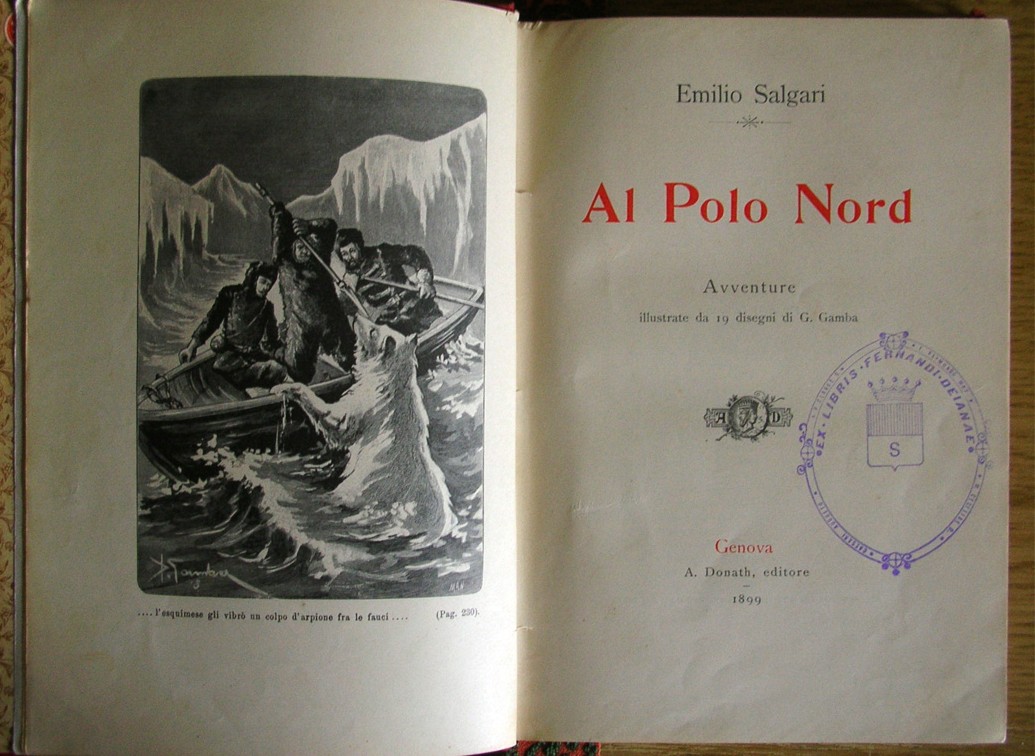 P. Gamba
.... l'esquimese gli vibrò un colpo d'arpione fra le fauci .... (Pag. 230).
Emilio Salgari
Al Polo Nord
Avventure
illustrate da 19 disegni di G. Gamba
A D
EX·LIBRIS·FERNANDI·DEIANAE
S
Genova
A. Donath, editore
1899